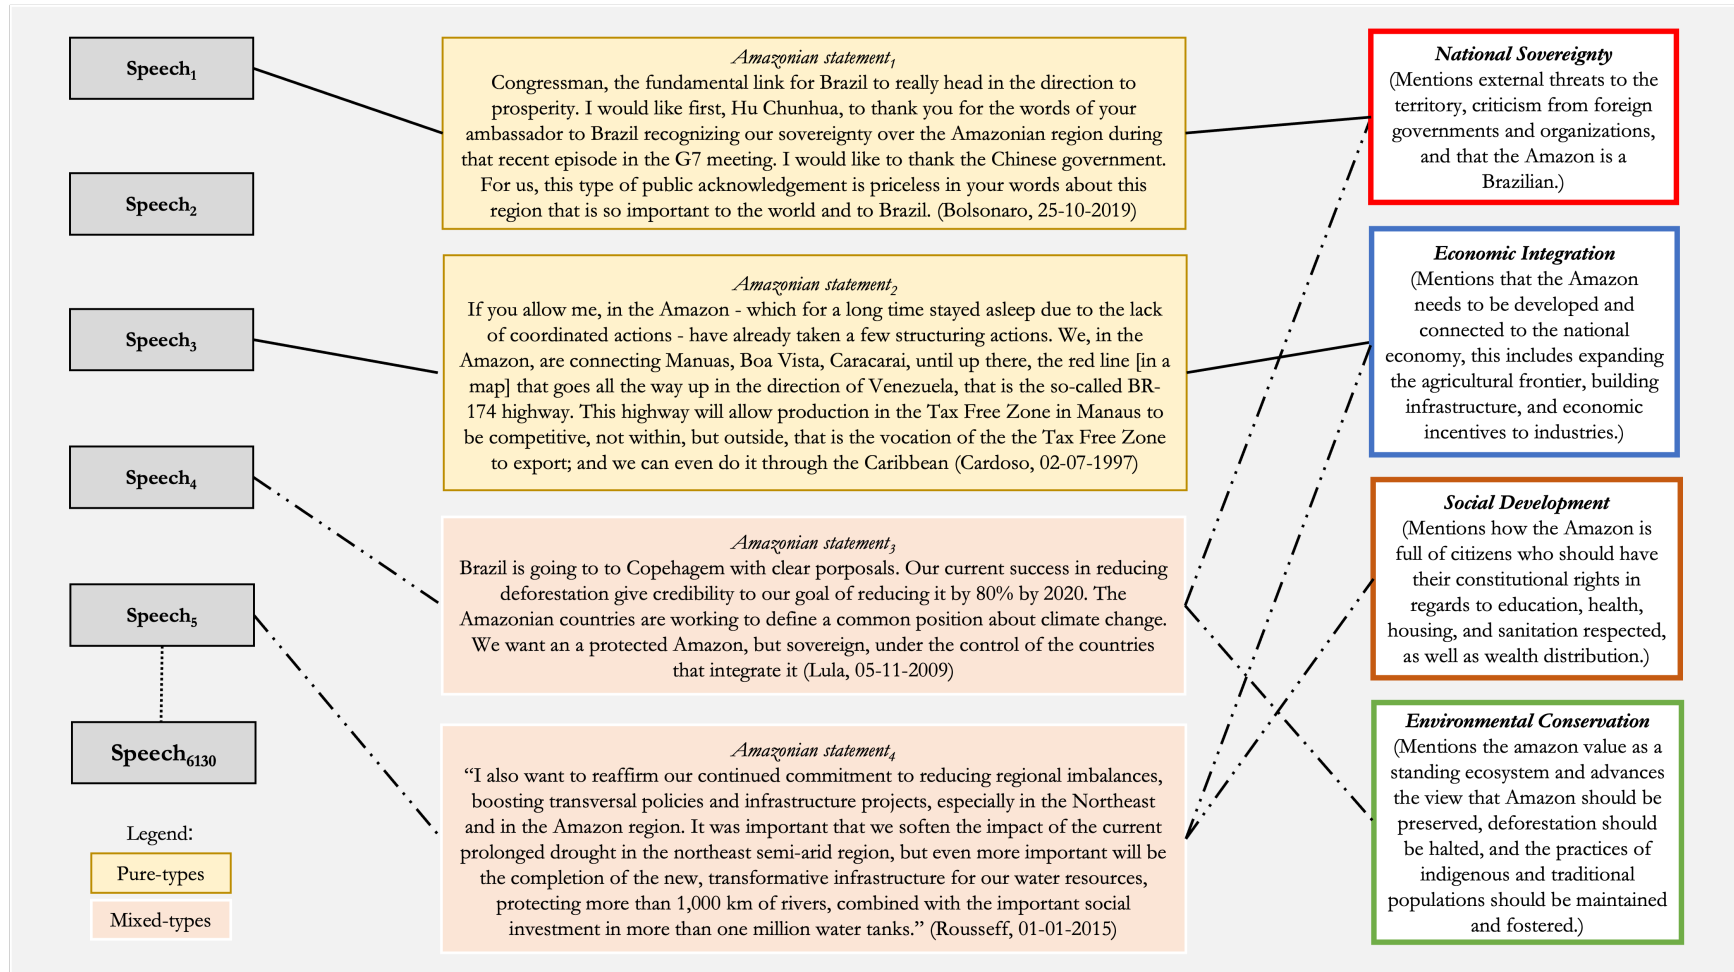 Speech1
Speech2
Speech3
Speech4
Speech5
Speech6130
Legend:
Pure-types
Mixed-types
Amazonian statement1
Congressman, the fundamental link for Brazil to really head in the direction to
prosperity. I would like first, Hu Chunhua, to thank you for the words of your
ambassador to Brazil recognizing our sovereignty over the Amazonian region during
that recent episode in the G7 meeting. I would like to thank the Chinese government.
For us, this type of public acknowledgement is priceless in your words about this
region that is so important to the world and to Brazil. (Bolsonaro, 25-10-2019)
Amazonian statement2
If you allow me, in the Amazon - which for a long time stayed asleep due to the lack
of coordinated actions - have already taken a few structuring actions. We, in the
Amazon, are connecting Manuas, Boa Vista, Caracarai, until up there, the red line [in a
map] that goes all the way up in the direction of Venezuela, that is the so-called BR-
174 highway. This highway will allow production in the Tax Free Zone in Manaus to
be competitive, not within, but outside, that is the vocation of the the Tax Free Zone
to export; and we can even do it through the Caribbean (Cardoso, 02-07-1997)
Amazonian statement3
Brazil is going to to Copehagem with clear porposals. Our current success in reducing
deforestation give credibility to our goal of reducing it by 80% by 2020. The
Amazonian countries are working to define a common position about climate change.
We want an a protected Amazon, but sovereign, under the control of the countries
that integrate it (Lula, 05-11-2009)
Amazonian statement4
“I also want to reaffirm our continued commitment to reducing regional imbalances,
boosting transversal policies and infrastructure projects, especially in the Northeast
and in the Amazon region. It was important that we soften the impact of the current
prolonged drought in the northeast semi-arid region, but even more important will be
the completion of the new, transformative infrastructure for our water resources,
protecting more than 1,000 km of rivers, combined with the important social
investment in more than one million water tanks.” (Rousseff, 01-01-2015)
National Sovereignty
(Mentions external threats to the
territory, criticism from foreign
governments and organizations,
and that the Amazon is a
Brazilian.)
Economic Integration
(Mentions that the Amazon
needs to be developed and
connected to the national
economy, this includes expanding
the agricultural frontier, building
infrastructure, and economic
incentives to industries.)
Social Development
(Mentions how the Amazon is
full of citizens who should have
their constitutional rights in
regards to education, health,
housing, and sanitation respected,
as well as wealth distribution.)
Environmental Conservation
(Mentions the amazon value as a
standing ecosystem and advances
the view that Amazon should be
preserved, deforestation should
be halted, and the practices of
indigenous and traditional
populations should be maintained
and fostered.)